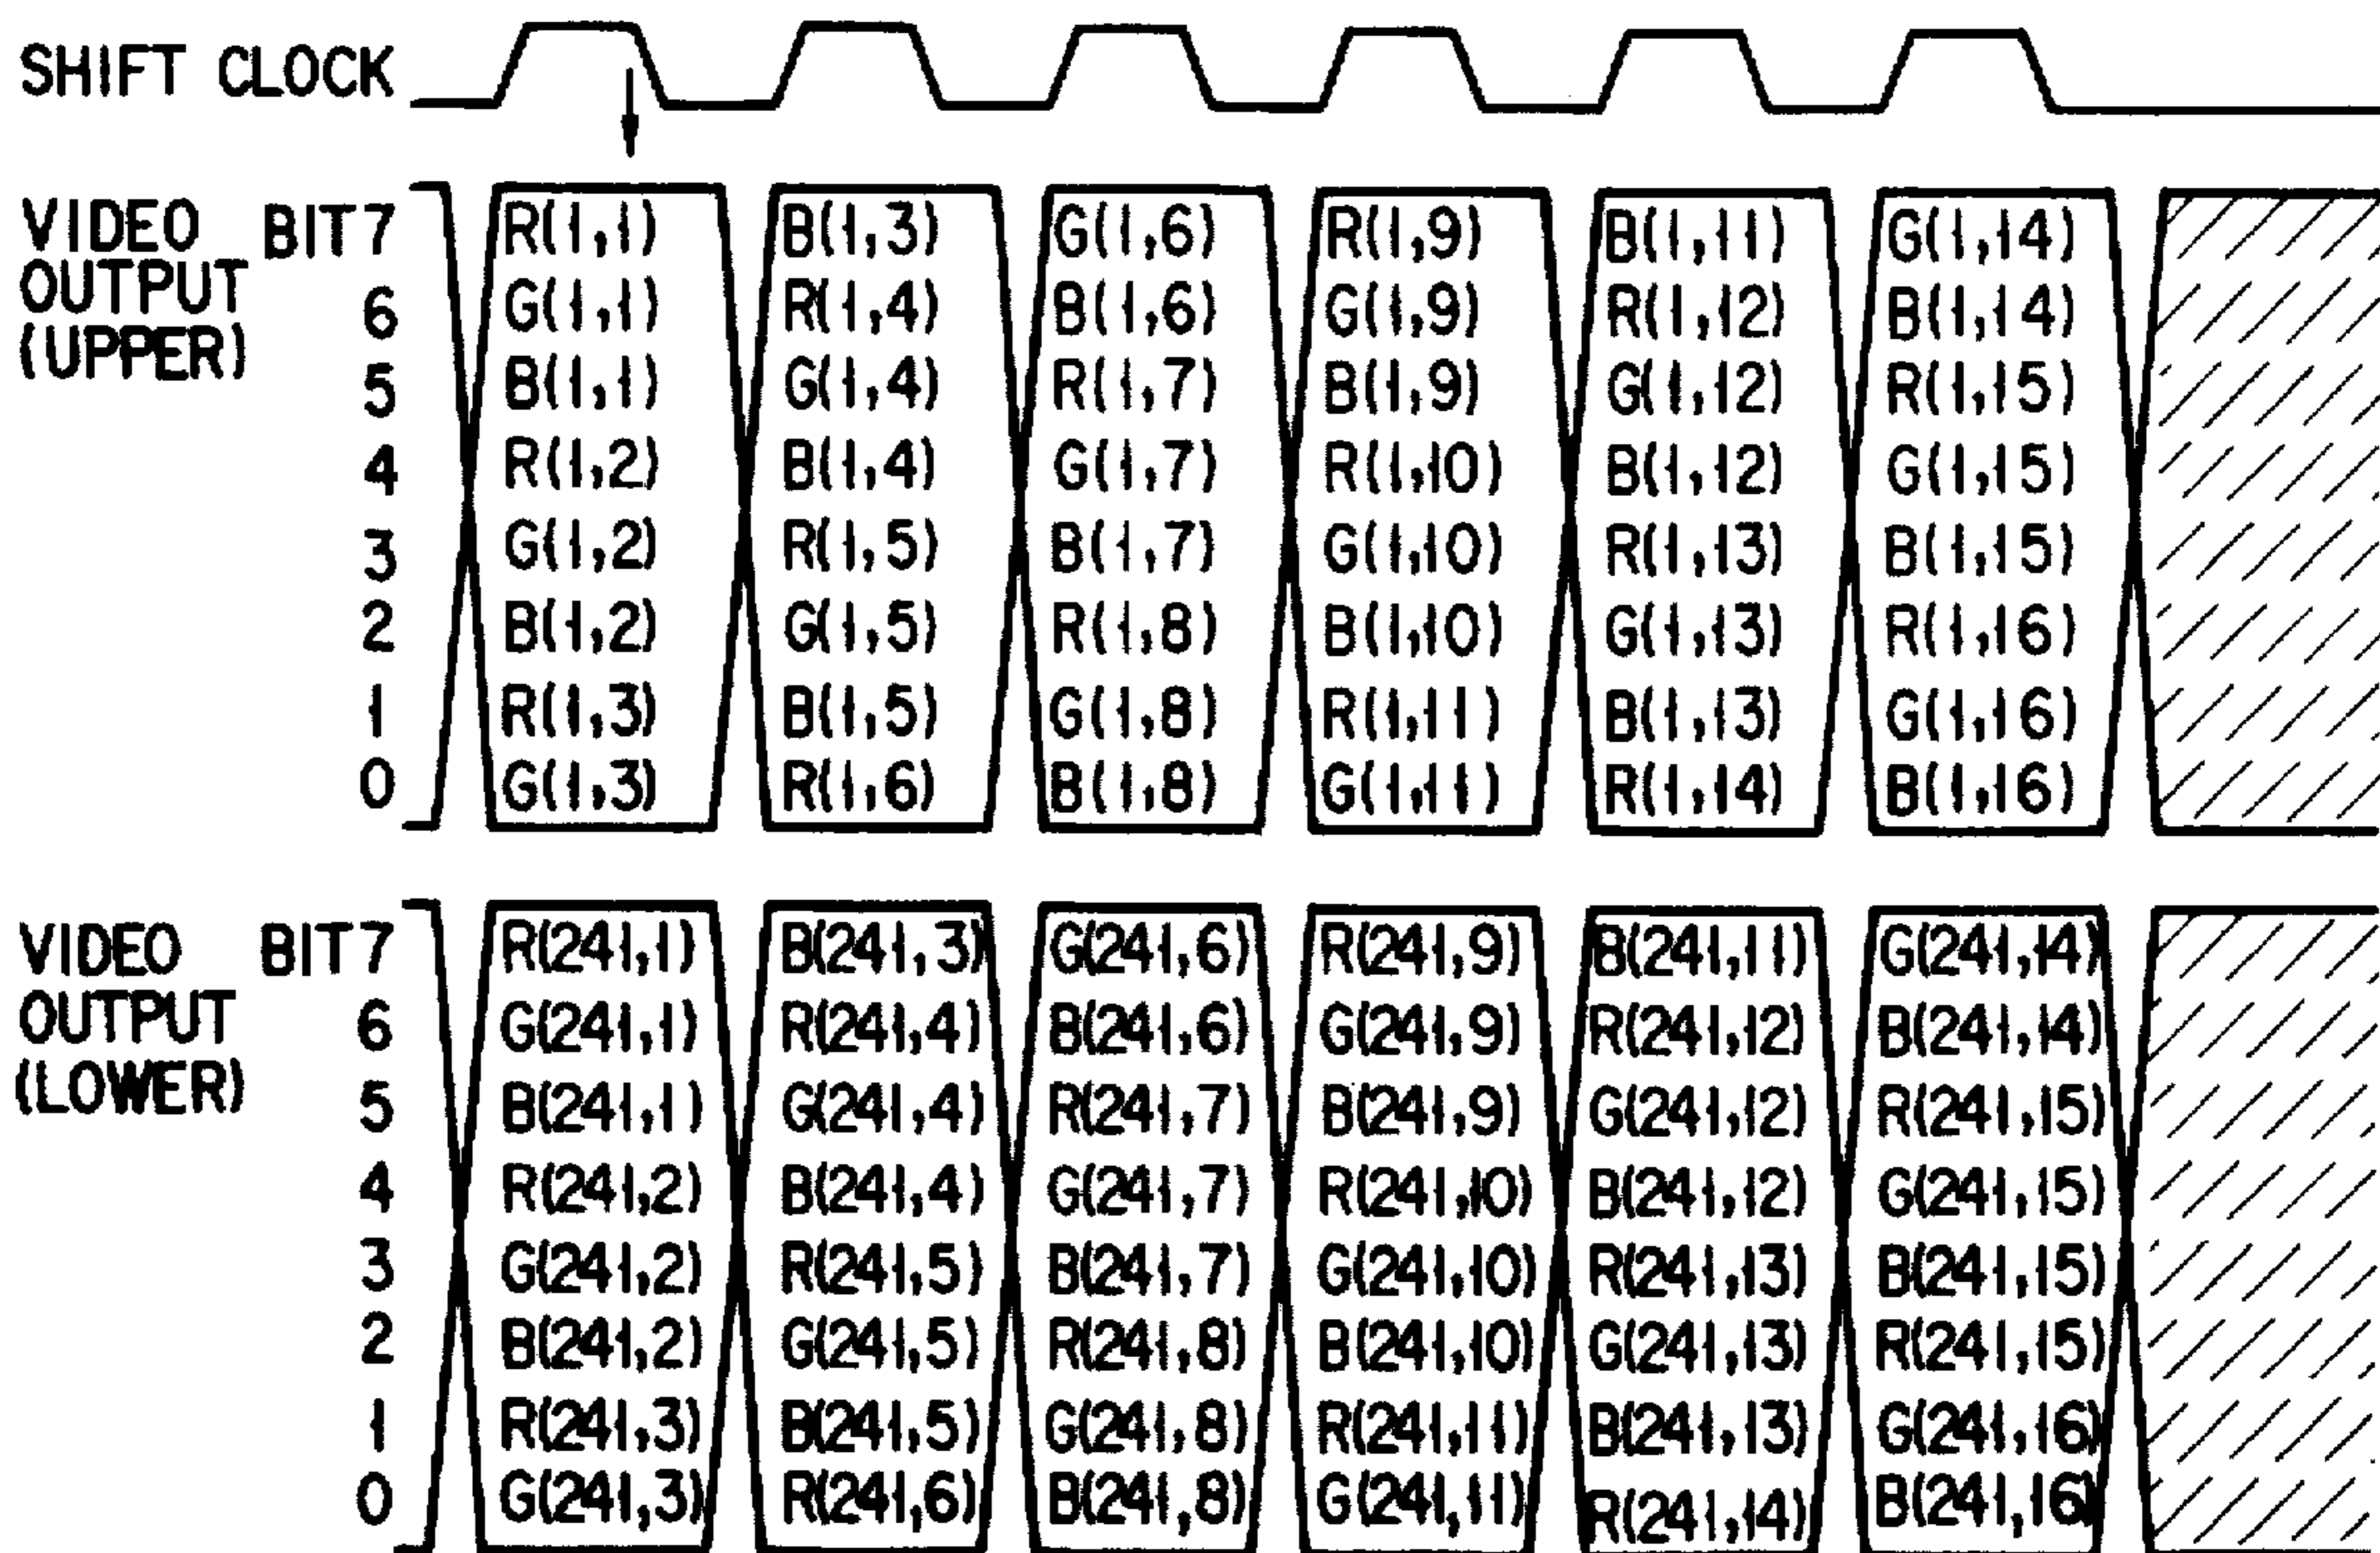 SHIFT CLOCK
VIDEO OUTPUT (UPPER)
BIT 7 R(1,1) B(1,3) G(1,6) R(1,9) B(1,11) G(1,14)
6 G(1,1) R(1,4) B(1,6) G(1,9) R(1,12) B(1,14)
5 B(1,1) G(1,4) R(1,7) B(1,9) G(1,12) R(1,15)
4 R(1,2) B(1,4) G(1,7) R(1,10) B(1,12) G(1,15)
3 G(1,2) R(1,5) B(1,7) G(1,10) R(1,13) B(1,15)
2 B(1,2) G(1,5) R(1,8) B(1,10) G(1,13) R(1,16)
1 R(1,3) B(1,5) G(1,8) R(1,11) B(1,13) G(1,16)
0 G(1,3) R(1,6) B(1,8) G(1,11) R(1,14) B(1,16)
VIDEO OUTPUT (LOWER)
BIT 7 R(241,1) B(241,3) G(241,6) R(241,9) B(241,11) G(241,14)
6 G(241,1) R(241,4) B(241,6) G(241,9) R(241,12) B(241,14)
5 B(241,1) G(241,4) R(241,7) B(241,9) G(241,12) R(241,15)
4 R(241,2) B(241,4) G(241,7) R(241,10) B(241,12) G(241,15)
3 G(241,2) R(241,5) B(241,7) G(241,10) R(241,13) B(241,15)
2 B(241,2) G(241,5) R(241,8) B(241,10) G(241,13) R(241,15)
1 R(241,3) B(241,5) G(241,8) R(241,11) B(241,13) G(241,16)
0 G(241,3) R(241,6) B(241,8) G(241,11) R(241,14) B(241,16)